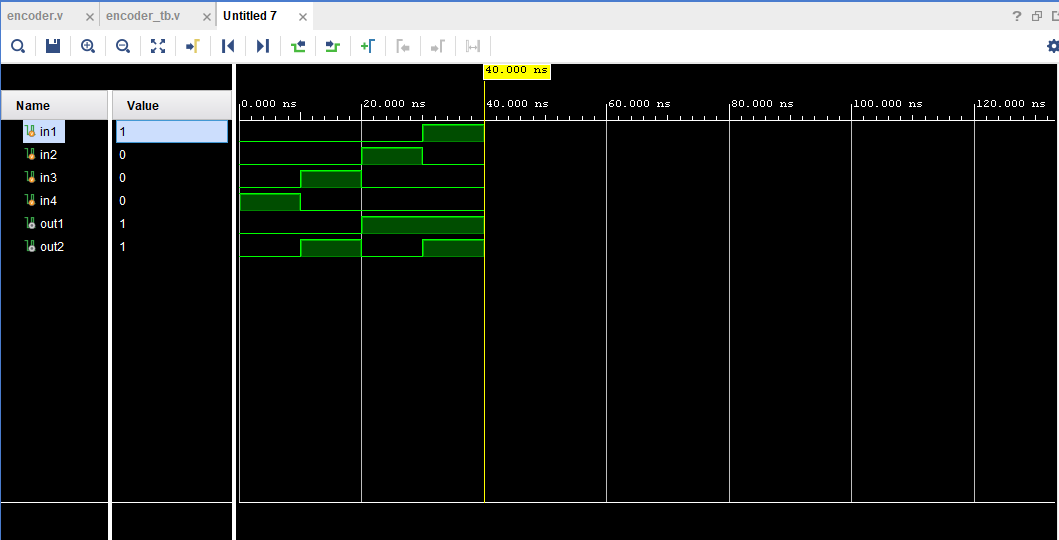 encoder.v × encoder_tb.v × Untitled 7 × ?
40.000 ns
Name Value
0.000 ns 20.000 ns 40.000 ns 60.000 ns 80.000 ns 100.000 ns 120.000 ns
in1 1
in2 0
in3 0
in4 0
out1 1
out2 1